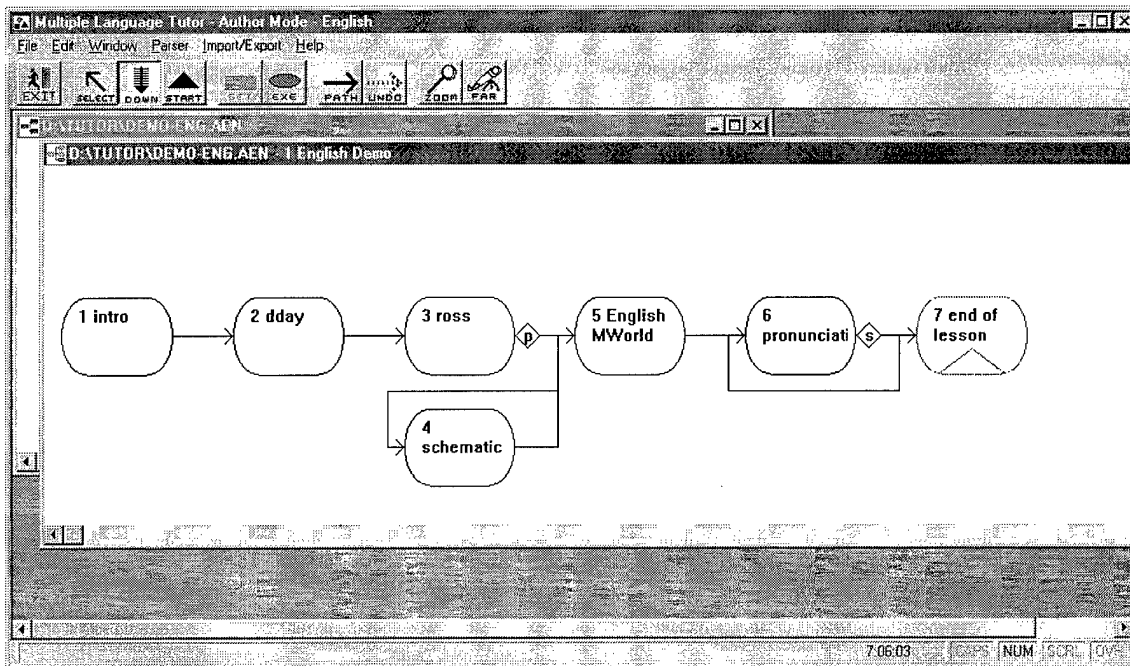 Multiple Language Tutor - Author Mode - English
File Edit Window Parser Import/Export Help
EXIT SELECT DOWN START EXE PATH UNDO ZOOM FAR
D:\TUTOR\DEMO-ENG.AEN
D:\TUTOR\DEMO-ENG.AEN - 1 English Demo
1 intro
2 dday
3 ross
p
5 English
MWorld
6
pronunciati
s
7 end of
lesson
4
schematic
7:06:03 CAPS NUM SCRL OVR